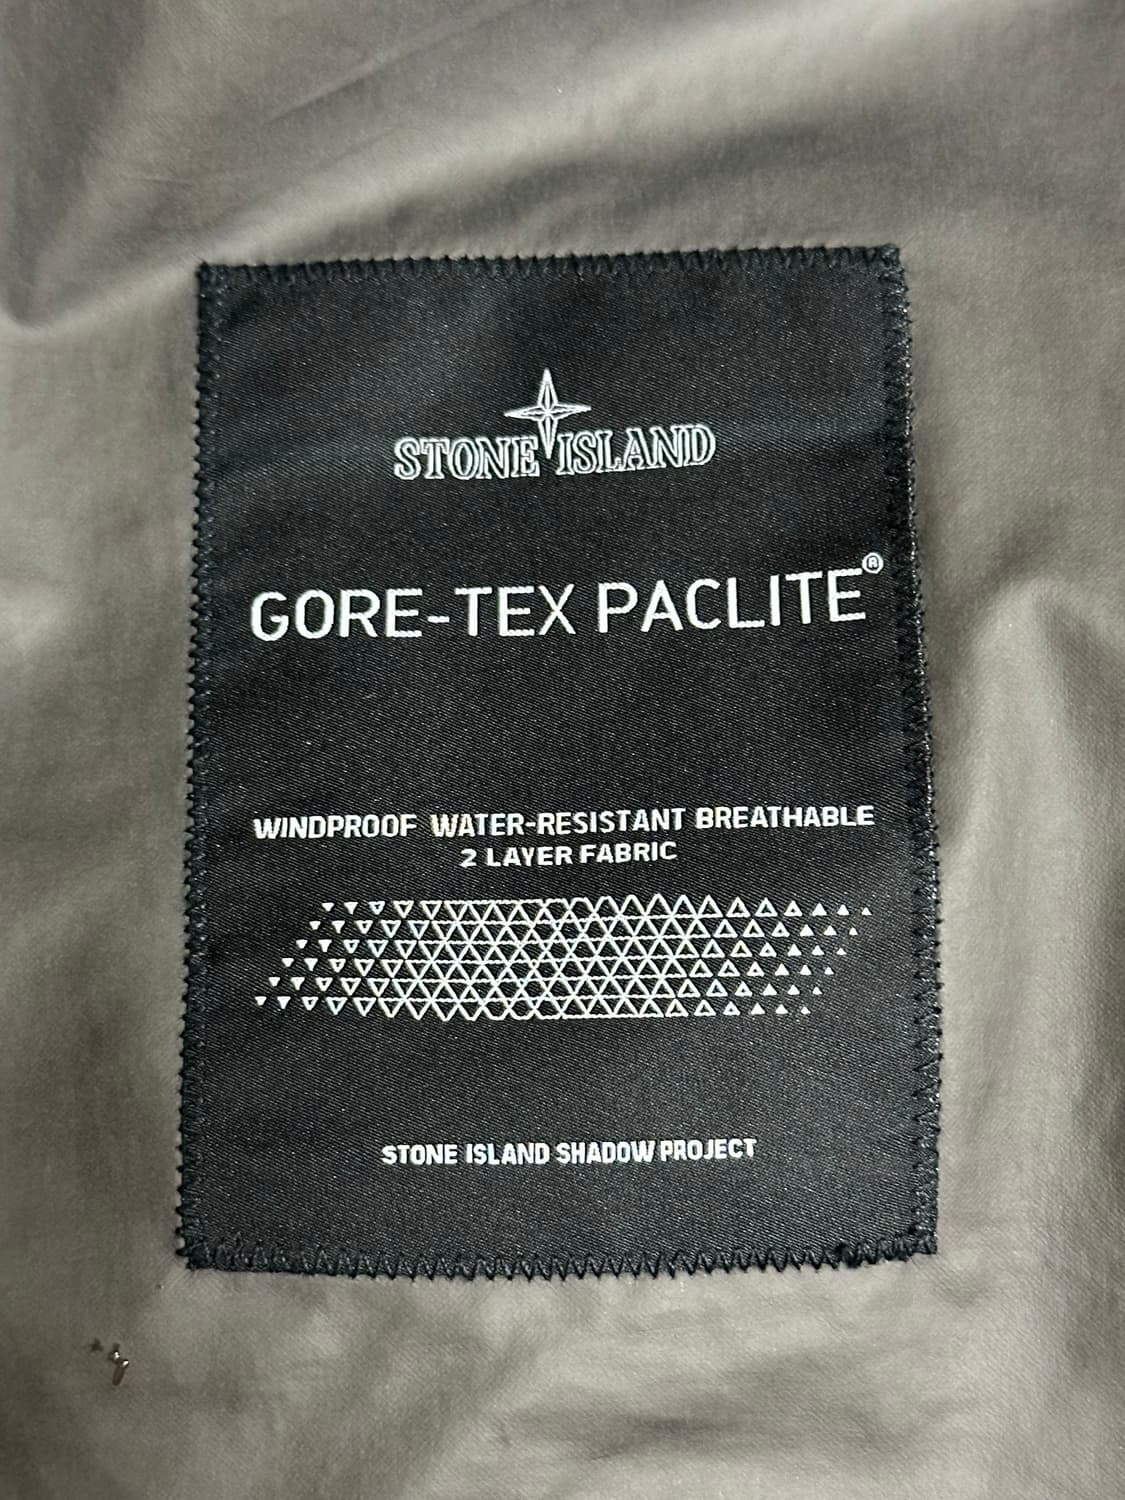 STONE ISLAND
GORE-TEX PACLITE®
WINDPROOF WATER-RESISTANT BREATHABLE
2 LAYER FABRIC
STONE ISLAND SHADOW PROJECT